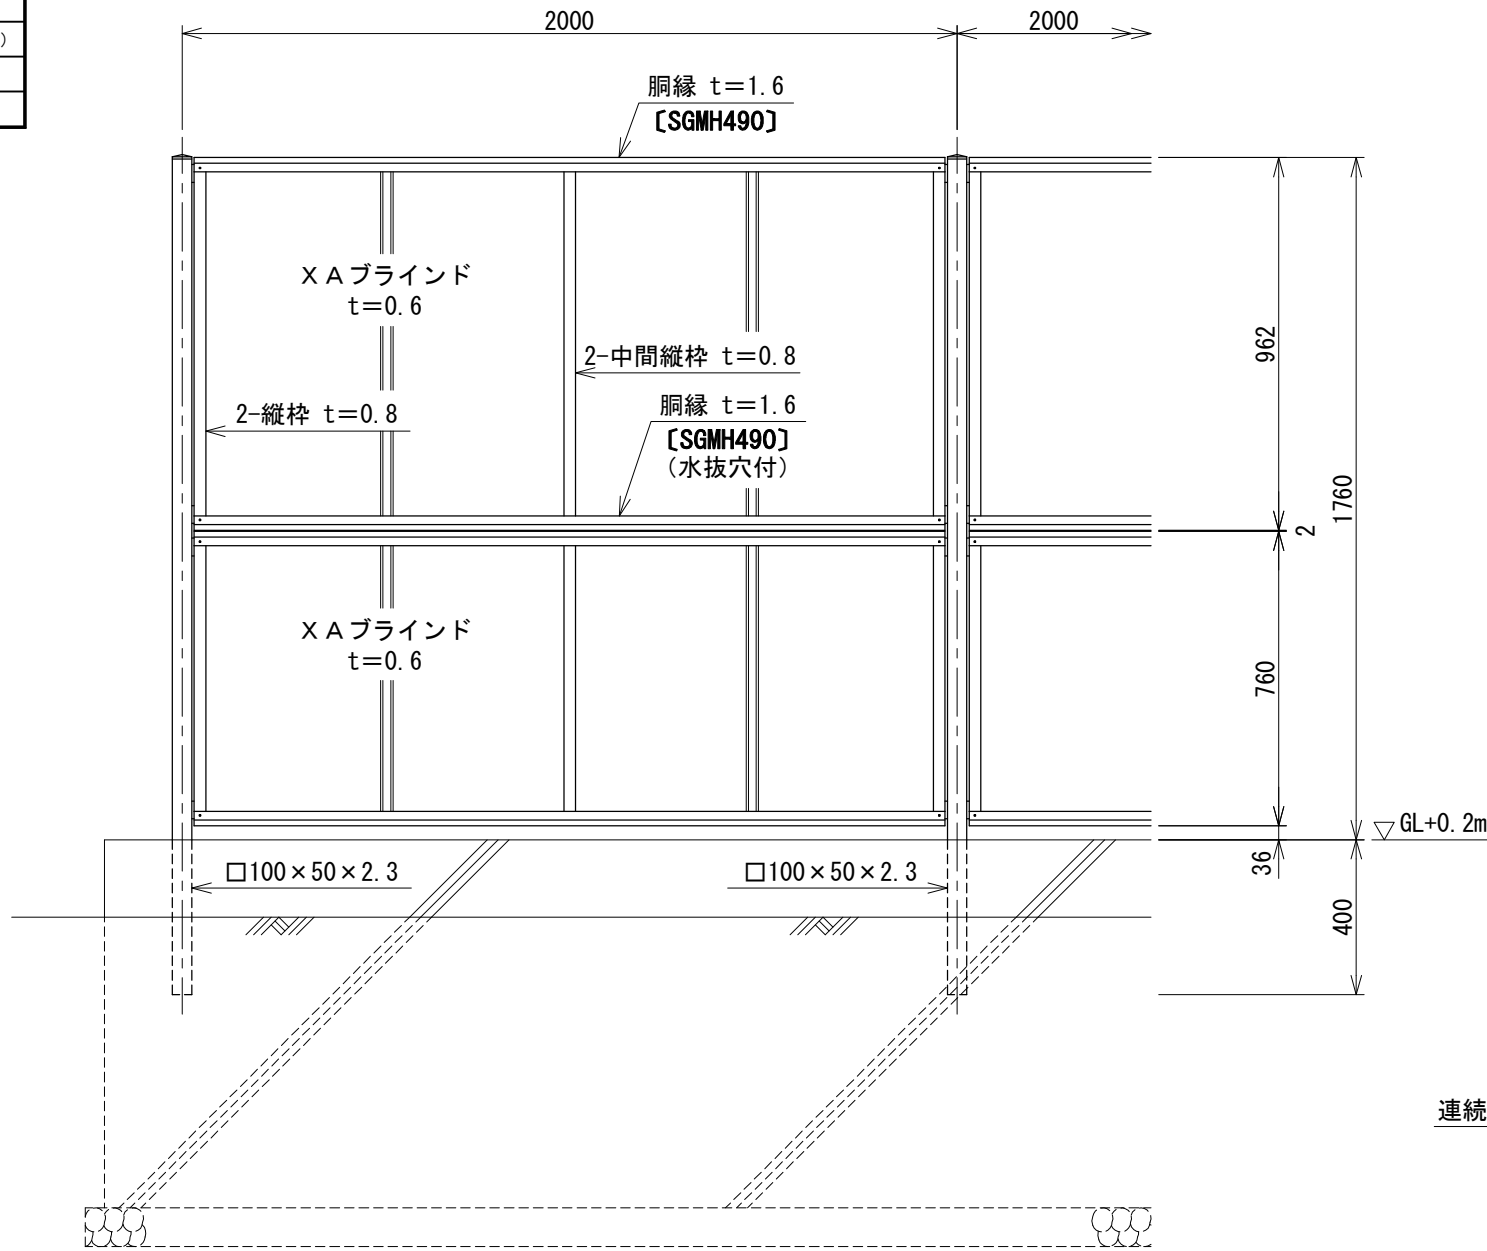 )
2000
2000
胴縁 t=1.6
[SGMH490]
XAブラインド
t=0.6
2-中間縦枠 t=0.8
2-縦枠 t=0.8
胴縁 t=1.6
[SGMH490]
(水抜穴付)
962
2
1760
XAブラインド
t=0.6
760
GL+0.2m
36
□100×50×2.3
□100×50×2.3
400
連続